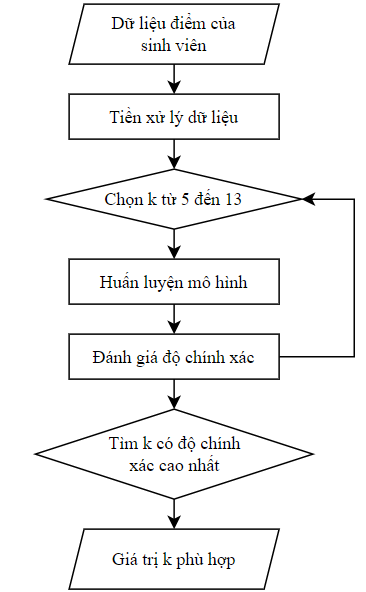 Dữ liệu điểm của
sinh viên
Tiền xử lý dữ liệu
Chọn k từ 5 đến 13
Huấn luyện mô hình
Đánh giá độ chính xác
Tìm k có độ chính
xác cao nhất
Giá trị k phù hợp